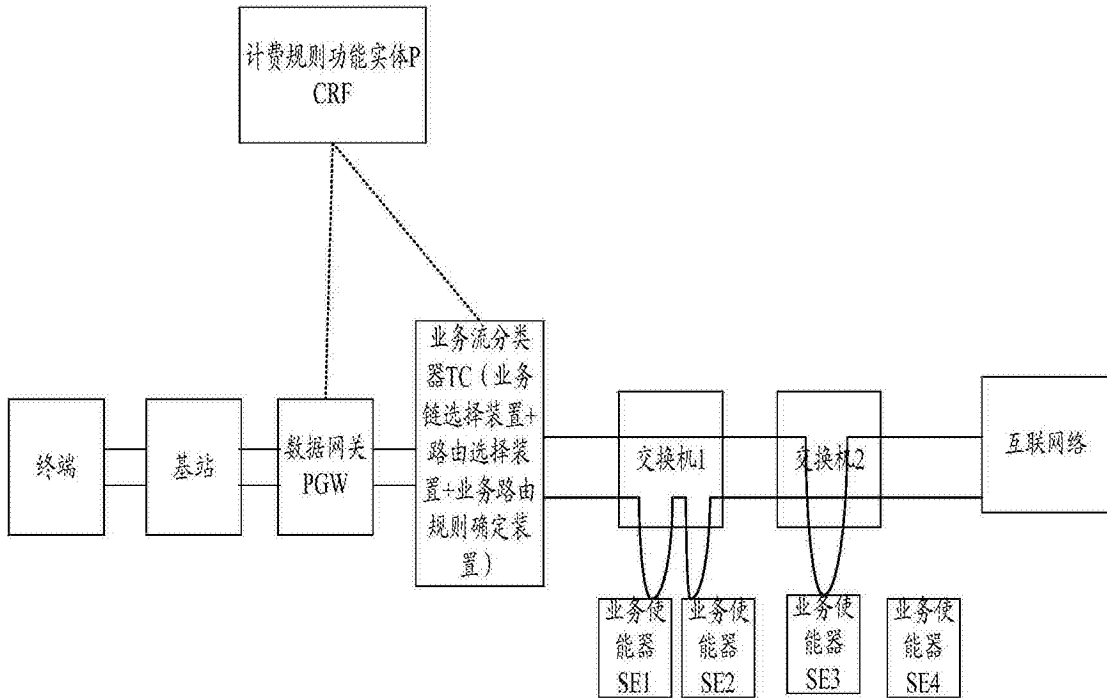 计费规则功能实体P
CRF
业务流分类
器TC（业务
链选择装置+
路由选择装
置+业务路由
规则确定装
置）
终端
基站
数据网关
PGW
交换机1
交换机2
互联网络
业务使
能器
SE1
业务使
能器
SE2
业务使
能器
SE3
业务使
能器
SE4